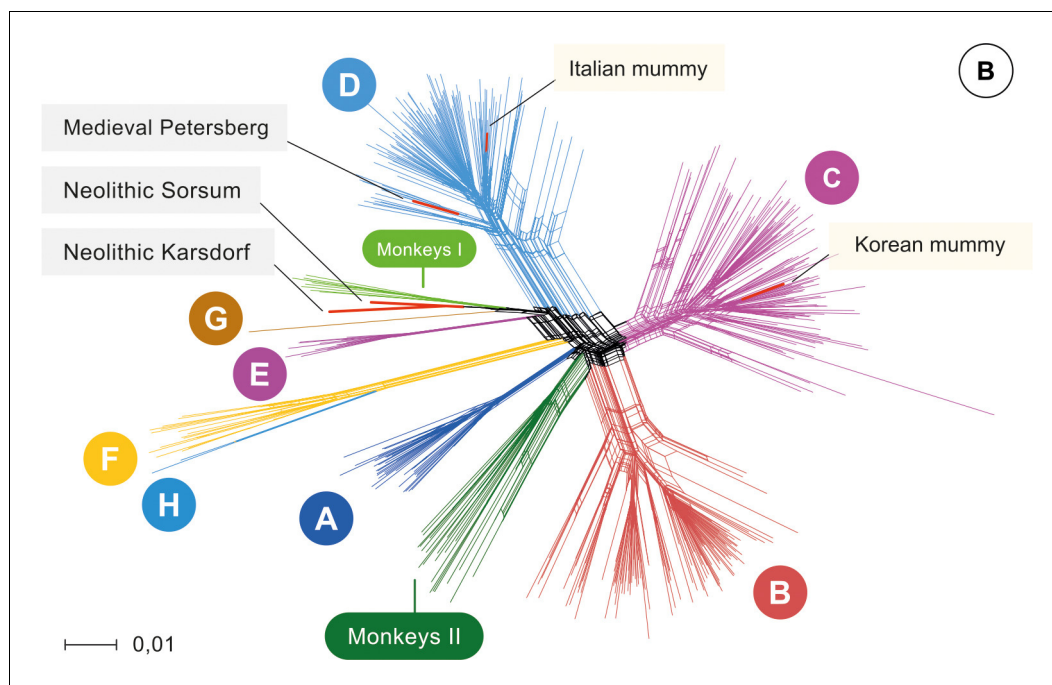 Italian mummy
B
D
Medieval Petersberg
C
Neolithic Sorsum
Monkeys I
Korean mummy
Neolithic Karsdorf
G
E
F
H
A
B
Monkeys II
0,01